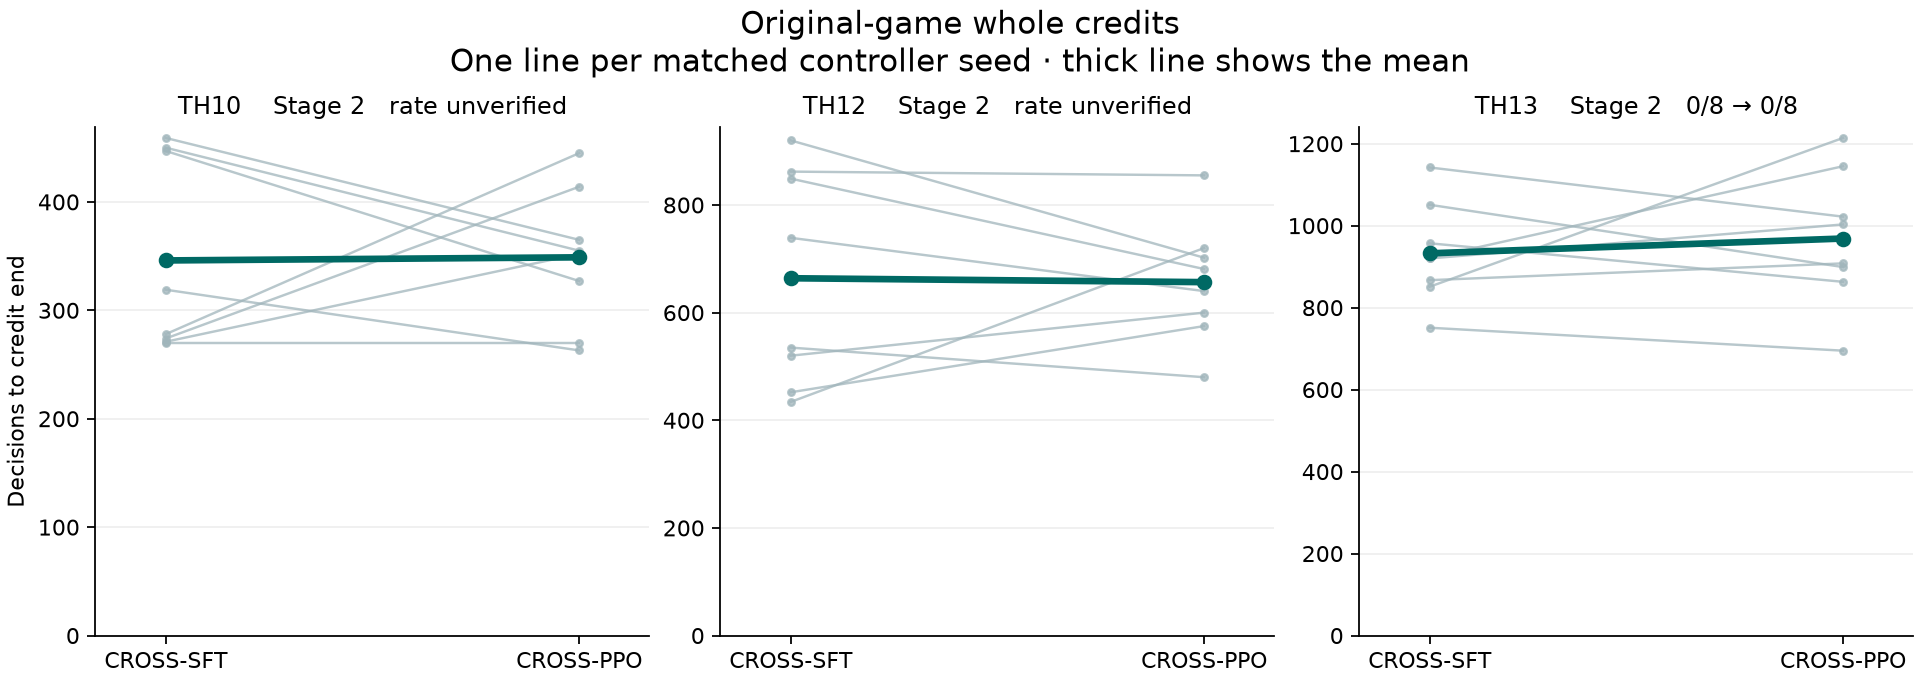 Original-game whole credits
One line per matched controller seed · thick line shows the mean
TH10 Stage 2 rate unverified
Decisions to credit end
400
300
200
100
0
CROSS-SFT
CROSS-PPO
TH12 Stage 2 rate unverified
800
600
400
200
0
CROSS-SFT
CROSS-PPO
TH13 Stage 2 0/8 → 0/8
1200
1000
800
600
400
200
0
CROSS-SFT
CROSS-PPO